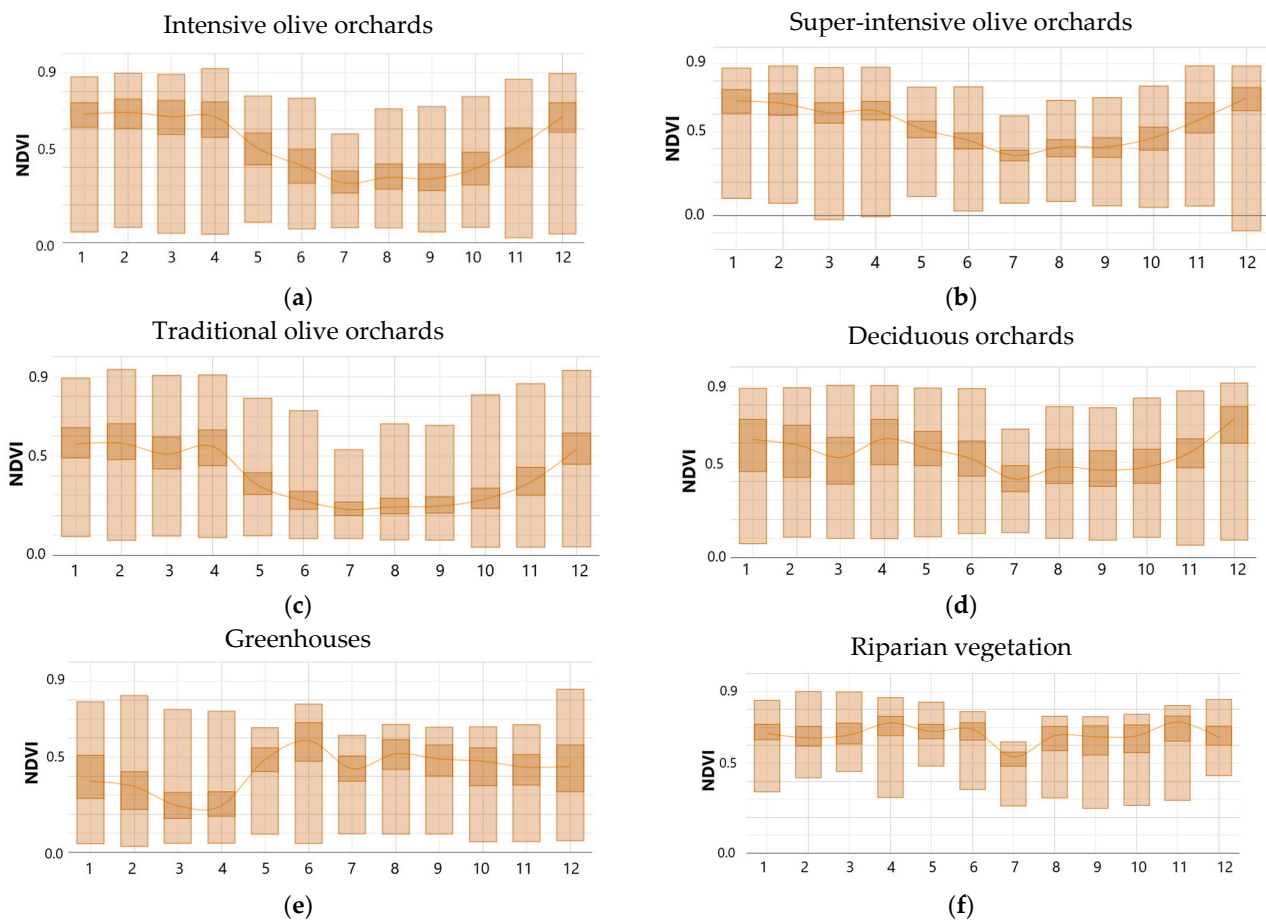 Intensive olive orchards
Super-intensive olive orchards
0.9
0.5
0.0
NDVI
1 2 3 4 5 6 7 8 9 10 11 12
(a)
0.9
0.5
0.0
NDVI
1 2 3 4 5 6 7 8 9 10 11 12
(b)
Traditional olive orchards
Deciduous orchards
0.9
0.5
0.0
NDVI
1 2 3 4 5 6 7 8 9 10 11 12
(c)
0.9
0.5
0.0
NDVI
1 2 3 4 5 6 7 8 9 10 11 12
(d)
Greenhouses
Riparian vegetation
0.9
0.5
0.0
NDVI
1 2 3 4 5 6 7 8 9 10 11 12
(e)
0.9
0.5
0.0
NDVI
1 2 3 4 5 6 7 8 9 10 11 12
(f)